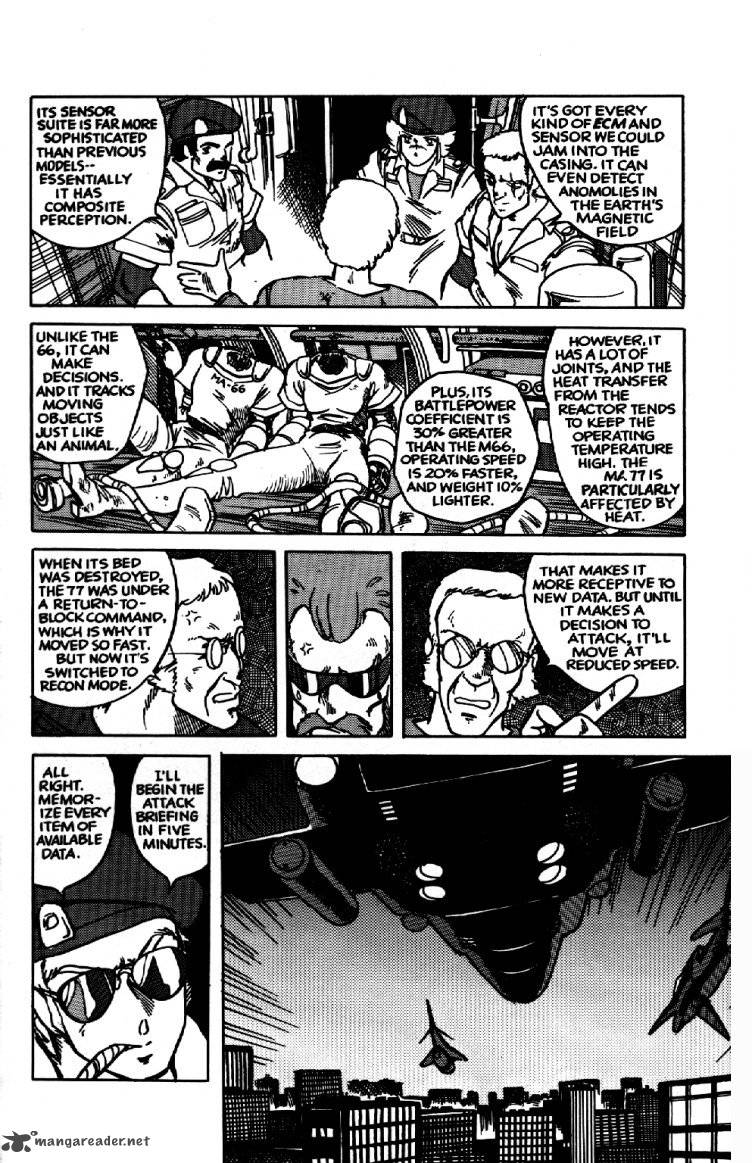 ITS SENSOR
SUITE IS FAR MORE
SOPHISTICATED
THAN PREVIOUS
MODELS--
ESSENTIALLY
IT HAS
COMPOSITE
PERCEPTION.
IT'S GOT EVERY
KIND OF ECM AND
SENSOR WE COULD
JAM INTO THE
CASING. IT CAN
EVEN DETECT
ANOMOLIES IN
THE EARTH'S
MAGNETIC
FIELD
UNLIKE THE
66, IT CAN
MAKE
DECISIONS.
AND IT TRACKS
MOVING
OBJECTS
JUST LIKE
AN ANIMAL.
MA-66
PLUS, ITS
BATTLEPOWER
COEFFICIENT IS
30% GREATER
THAN THE M66,
OPERATING SPEED
IS 20% FASTER,
AND WEIGHT 10%
LIGHTER.
HOWEVER, IT
HAS A LOT OF
JOINTS, AND THE
HEAT TRANSFER
FROM THE
REACTOR TENDS
TO KEEP THE
OPERATING
TEMPERATURE
HIGH. THE
MA 77 IS
PARTICULARLY
AFFECTED BY
HEAT.
WHEN ITS BED
WAS DESTROYED,
THE 77 WAS UNDER
A RETURN-TO-
BLOCK COMMAND,
WHICH IS WHY IT
MOVED SO FAST.
BUT NOW IT'S
SWITCHED TO
RECON MODE.
THAT MAKES IT
MORE RECEPTIVE TO
NEW DATA. BUT UNTIL
IT MAKES A
DECISION TO
ATTACK, IT'LL
MOVE AT
REDUCED SPEED.
ALL
RIGHT.
MEMOR-
IZE EVERY
ITEM OF
AVAILABLE
DATA.
I'LL
BEGIN THE
ATTACK
BRIEFING
IN FIVE
MINUTES.
mangareader.net